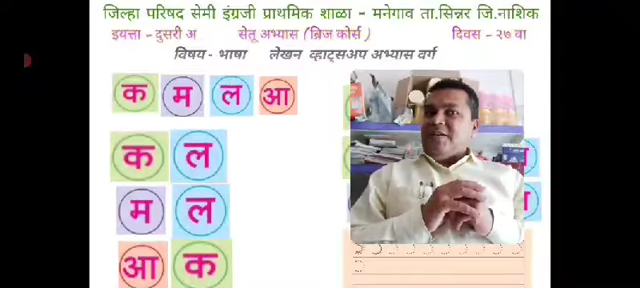 जिल्हा परिषद सेमी इंग्रजी प्राथमिक शाळा - मनेगाव ता.सिन्नर जि.नाशिक
इयत्ता - दुसरी अ सेतू अभ्यास (ब्रिज कोर्स) दिवस - २७ वा
विषय - भाषा लेखन व्हाट्सअप अभ्यास वर्ग
क म ल आ
क ल
म ल
आ क